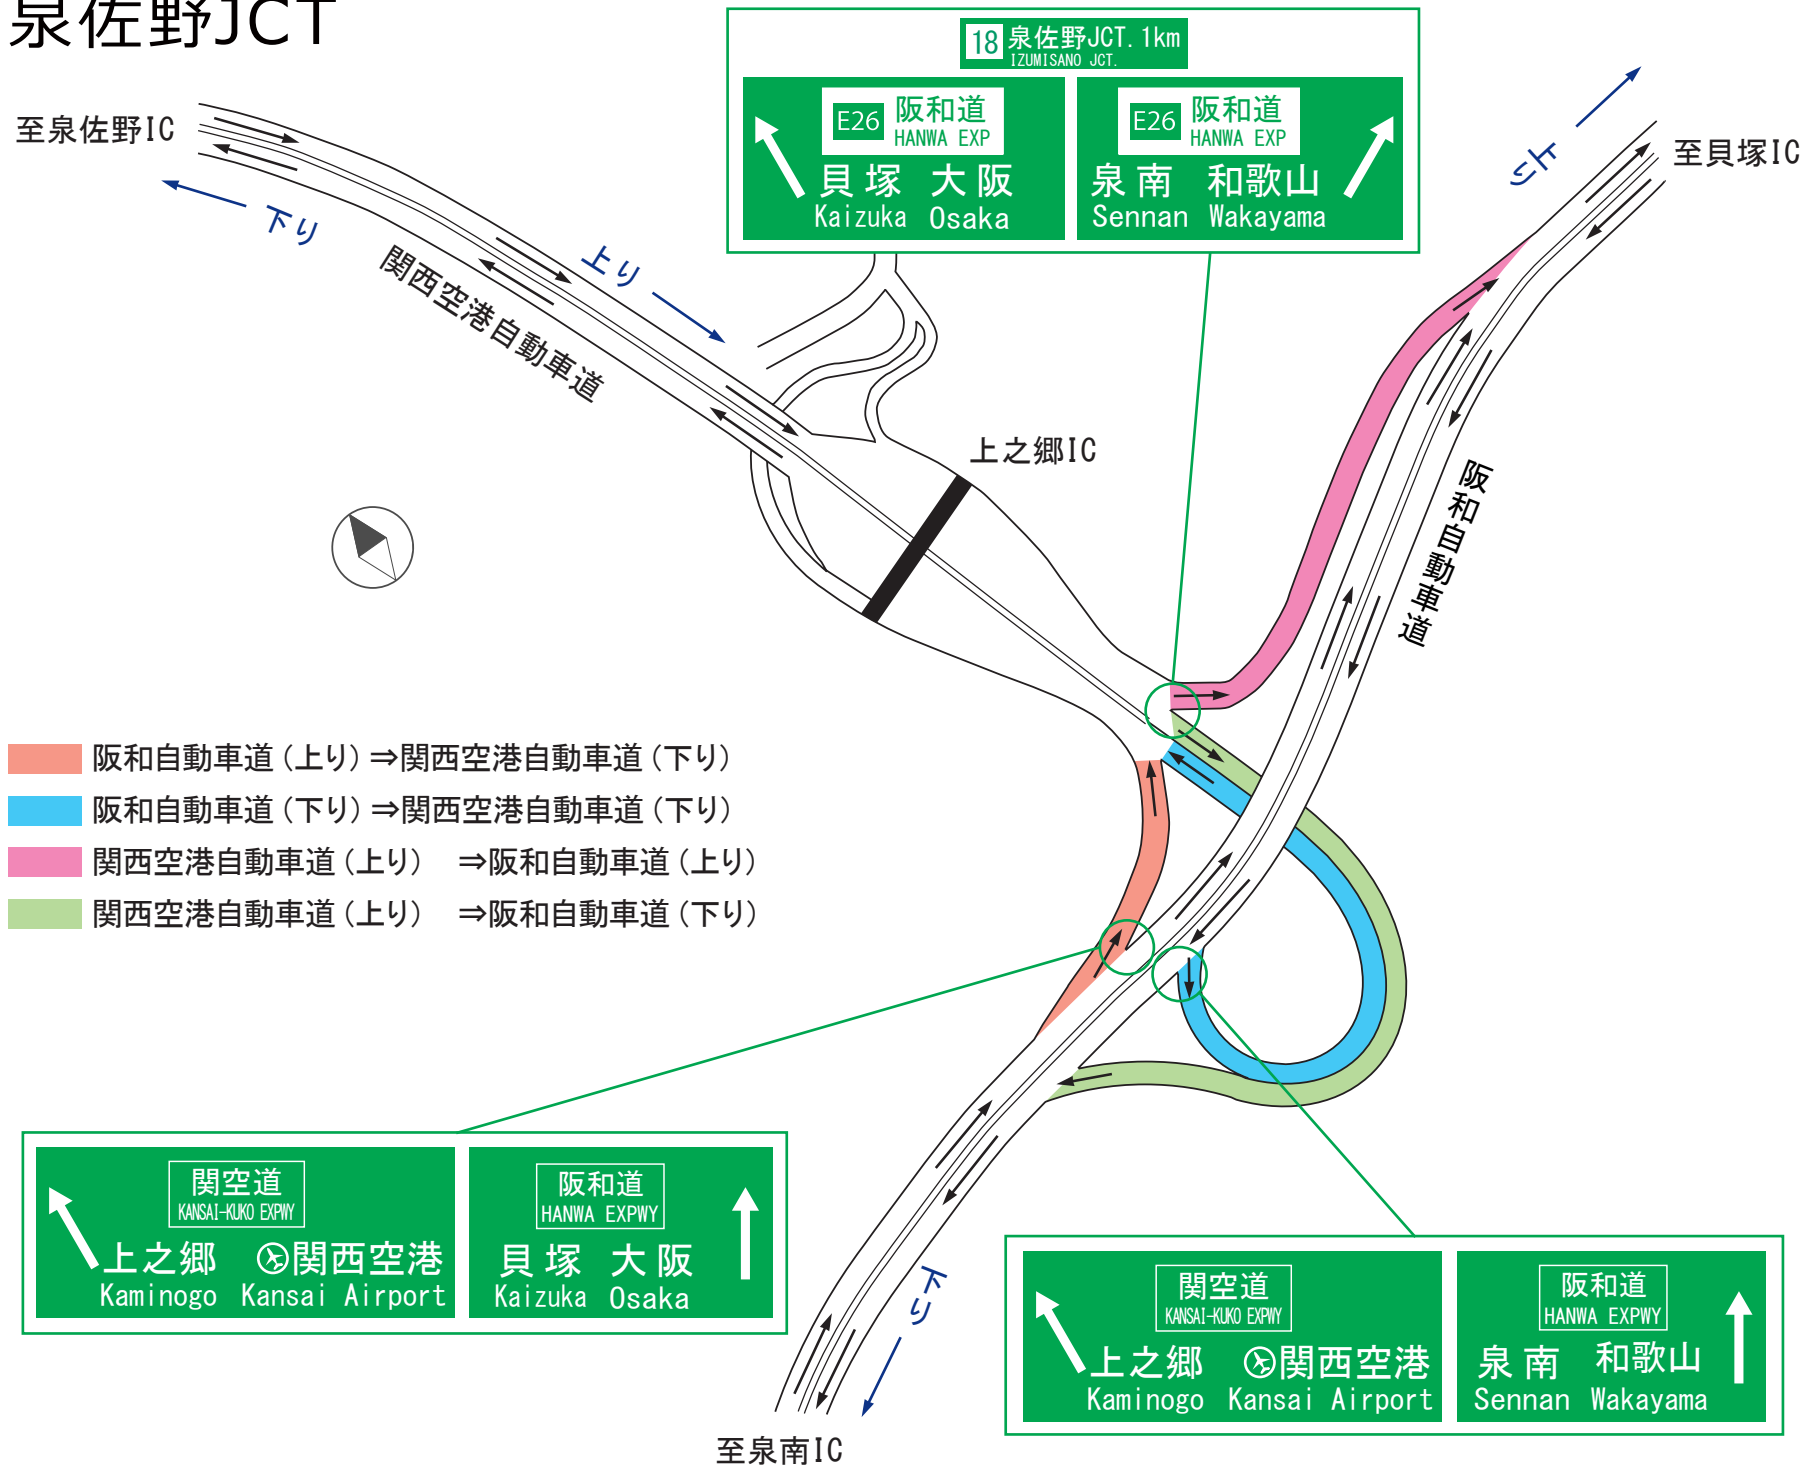 泉佐野JCT
18 泉佐野JCT. 1km
IZUMISANO JCT.
E26 阪和道
HANWA EXP
貝塚 大阪
Kaizuka Osaka
E26 阪和道
HANWA EXP
泉南 和歌山
Sennan Wakayama
至泉佐野IC
下り
上り
関西空港自動車道
上り
至貝塚IC
上之郷IC
阪和自動車道
阪和自動車道（上り）⇒関西空港自動車道（下り）
阪和自動車道（下り）⇒関西空港自動車道（下り）
関西空港自動車道（上り） ⇒阪和自動車道（上り）
関西空港自動車道（上り） ⇒阪和自動車道（下り）
関空道
KANSAI-KUKO EXPWY
上之郷 関西空港
Kaminogo Kansai Airport
阪和道
HANWA EXPWY
貝塚 大阪
Kaizuka Osaka
下り
関空道
KANSAI-KUKO EXPWY
上之郷 関西空港
Kaminogo Kansai Airport
阪和道
HANWA EXPWY
泉南 和歌山
Sennan Wakayama
至泉南IC